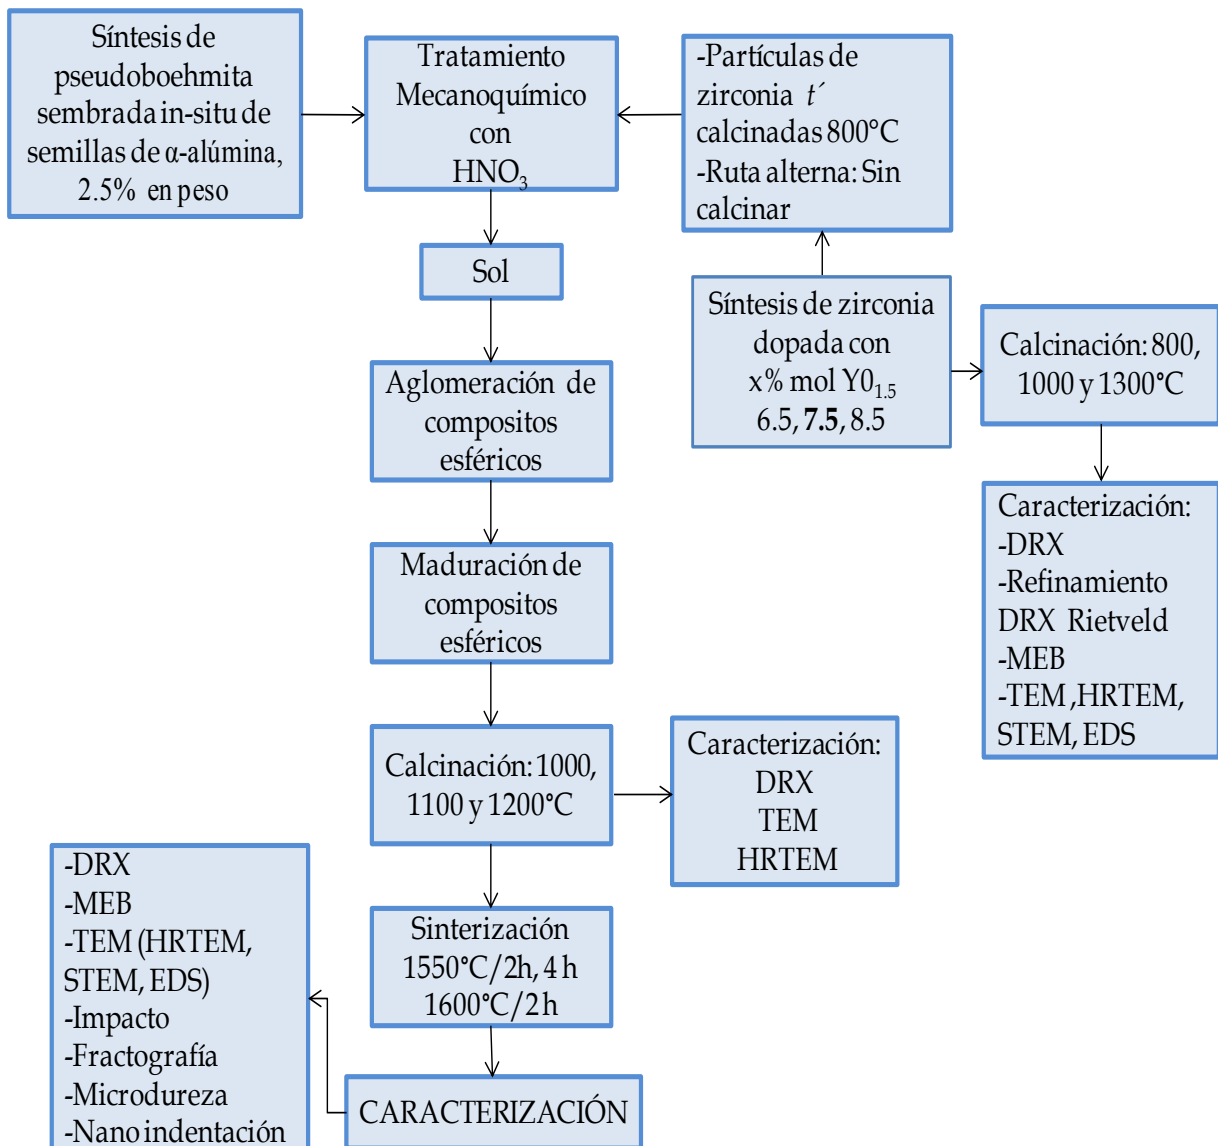 Síntesis de
pseudoboehmita
sembrada in-situ de
semillas de α-alúmina,
2.5% en peso
Tratamiento
Mecanoquímico
con
HNO₃
-Partículas de
zirconia t´
calcinadas 800°C
-Ruta alterna: Sin
calcinar
Sol
Síntesis de zirconia
dopada con
x% mol Y0₁.₅
6.5, 7.5, 8.5
Calcinación: 800,
1000 y 1300°C
Aglomeración de
compositos
esféricos
Caracterización:
-DRX
-Refinamiento
DRX Rietveld
-MEB
-TEM ,HRTEM,
STEM, EDS
Maduración de
compositos
esféricos
Calcinación: 1000,
1100 y 1200°C
Caracterización:
DRX
TEM
HRTEM
Sinterización
1550°C/2h, 4 h
1600°C/2 h
CARACTERIZACIÓN
-DRX
-MEB
-TEM (HRTEM,
STEM, EDS)
-Impacto
-Fractografía
-Microdureza
-Nano indentación